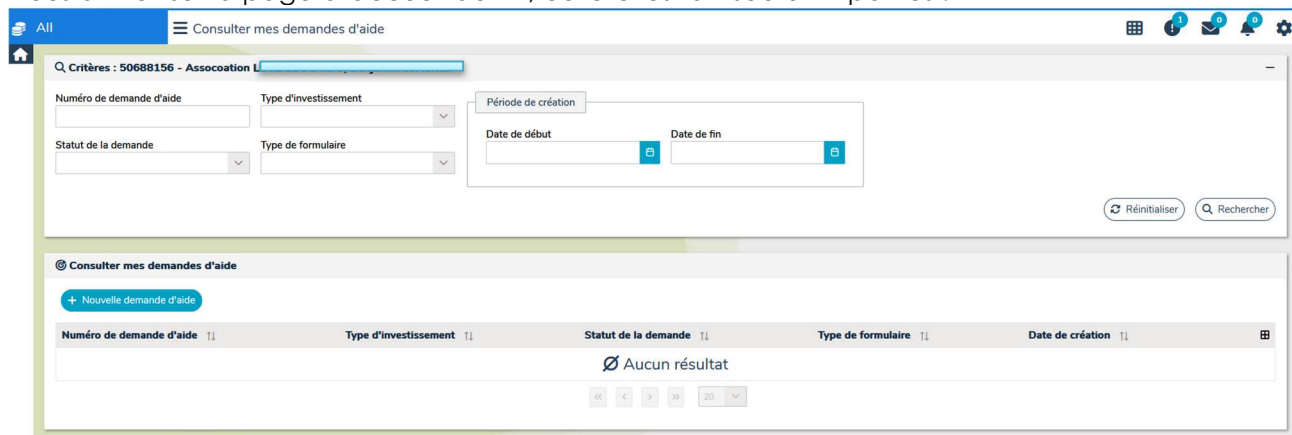 All
Consulter mes demandes d'aide
1
0
0
Critères : 50688156 - Assocoation L
Numéro de demande d'aide
Type d'investissement
Période de création
Date de début
Date de fin
Statut de la demande
Type de formulaire
Réinitialiser
Rechercher
Consulter mes demandes d'aide
+ Nouvelle demande d'aide
Numéro de demande d'aide Type d'investissement Statut de la demande Type de formulaire Date de création
Aucun résultat
« < > » 20